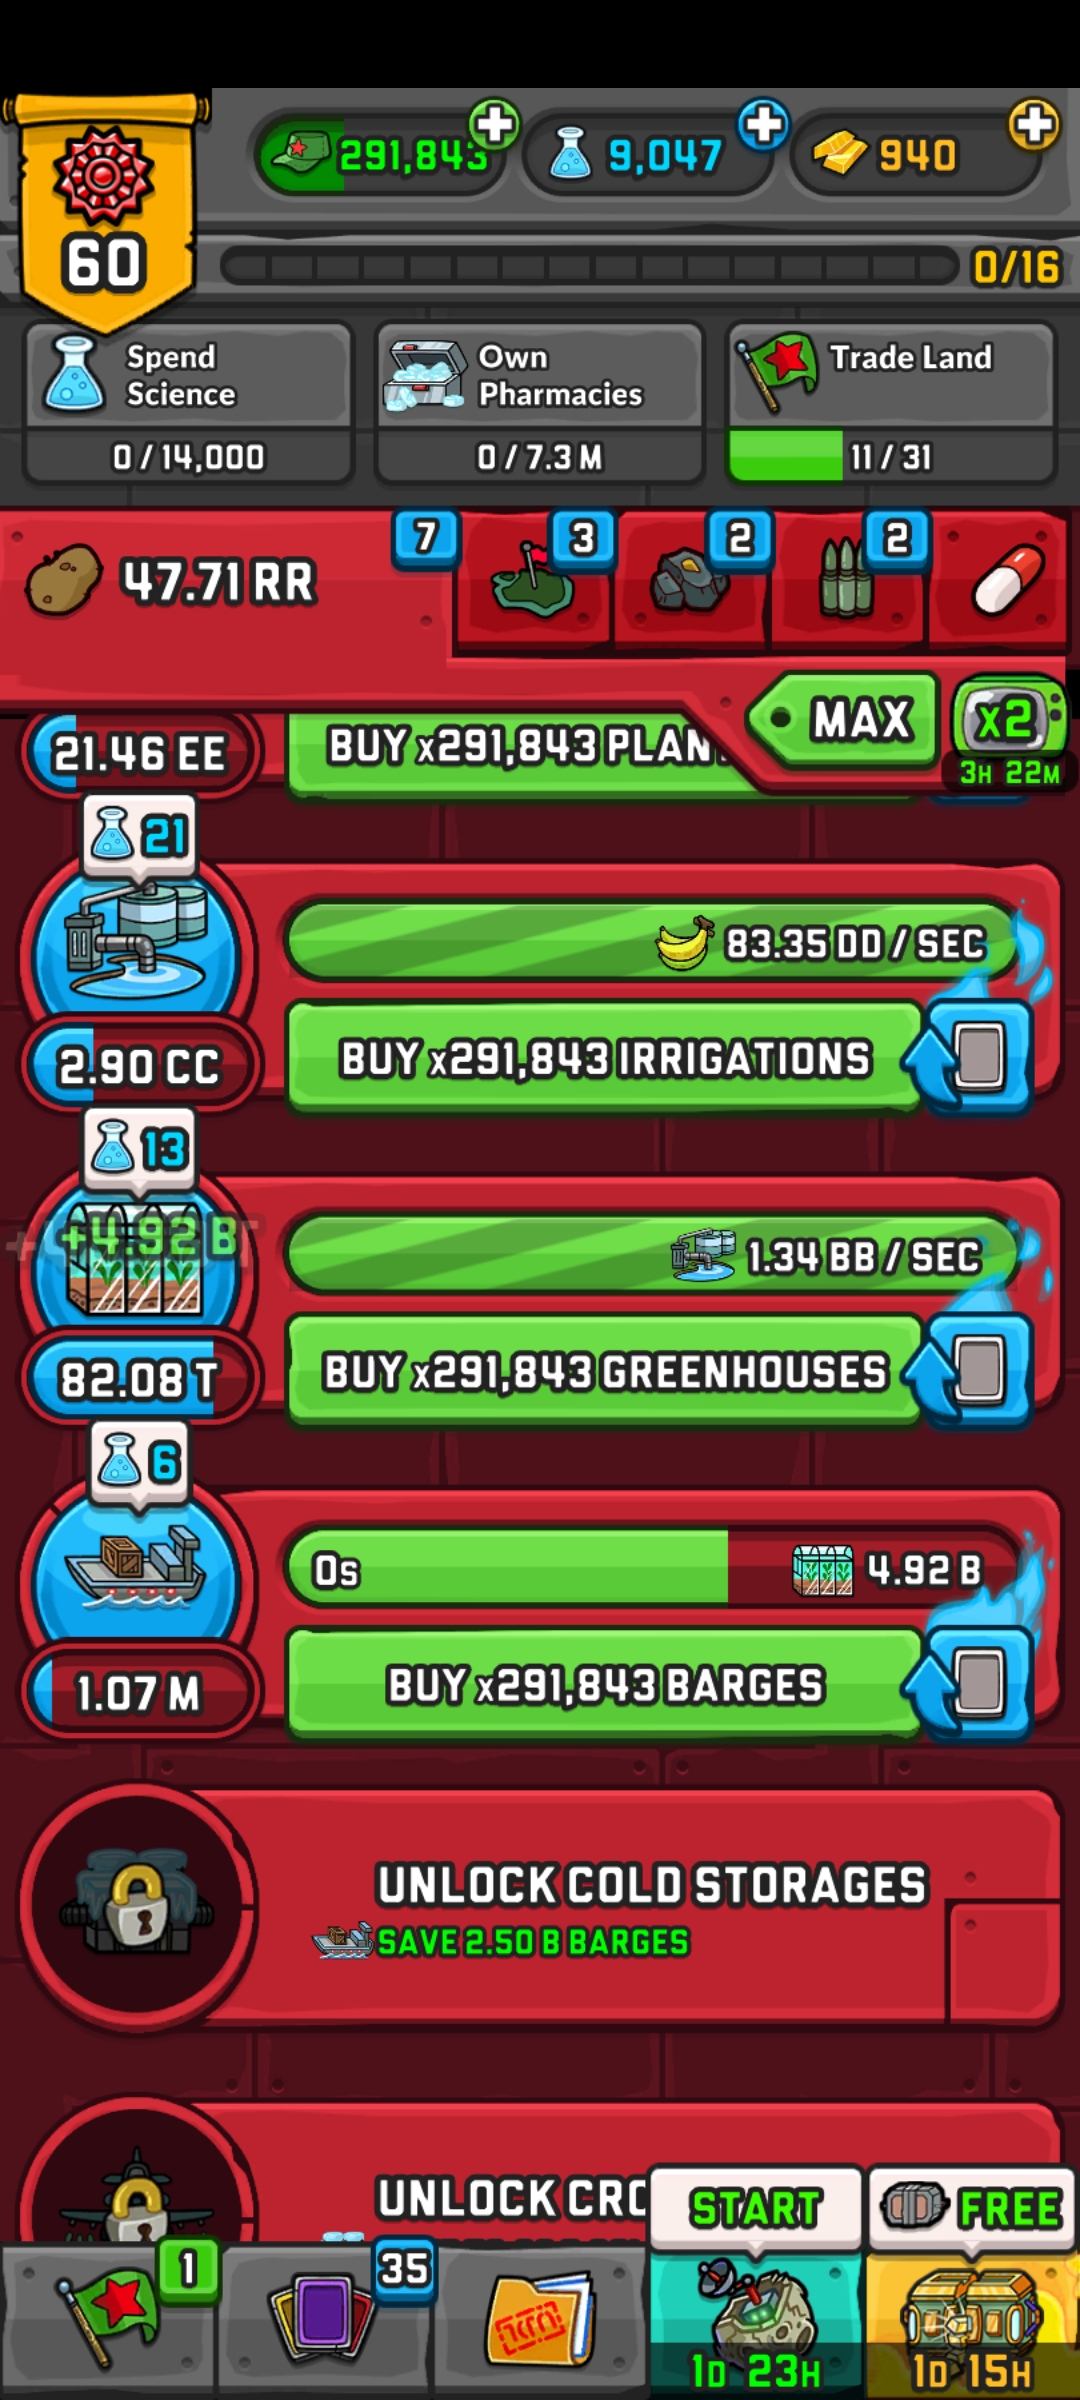 291,843
9,047
940
60
0/16
Spend
Science
0 / 14,000
Own
Pharmacies
0 / 7.3 M
Trade Land
11 / 31
47.71 RR
7
3
2
2
MAX
x2
3H 22M
21.46 EE
BUY x291,843 PLAN
21
83.35 DD / SEC
2.90 CC
BUY x291,843 IRRIGATIONS
13
+4.92 B
1.34 BB / SEC
82.08 T
BUY x291,843 GREENHOUSES
6
0s
4.92 B
1.07 M
BUY x291,843 BARGES
UNLOCK COLD STORAGES
SAVE 2.50 B BARGES
UNLOCK CRO
START
FREE
1
35
1D 23H
1D 15H